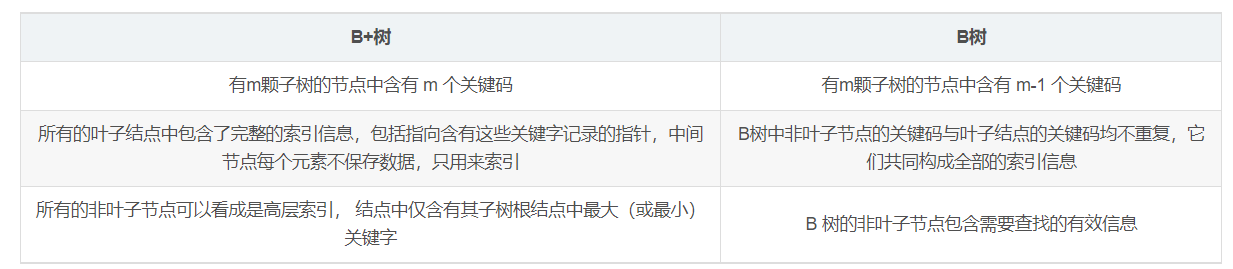 B+树
B树
有m颗子树的节点中含有 m 个关键码
有m颗子树的节点中含有 m-1 个关键码
所有的叶子结点中包含了完整的索引信息，包括指向含有这些关键字记录的指针，中间
节点每个元素不保存数据，只用来索引
B树中非叶子节点的关键码与叶子结点的关键码均不重复，它
们共同构成全部的索引信息
所有的非叶子节点可以看成是高层索引， 结点中仅含有其子树根结点中最大（或最小）
关键字
B 树的非叶子节点包含需要查找的有效信息